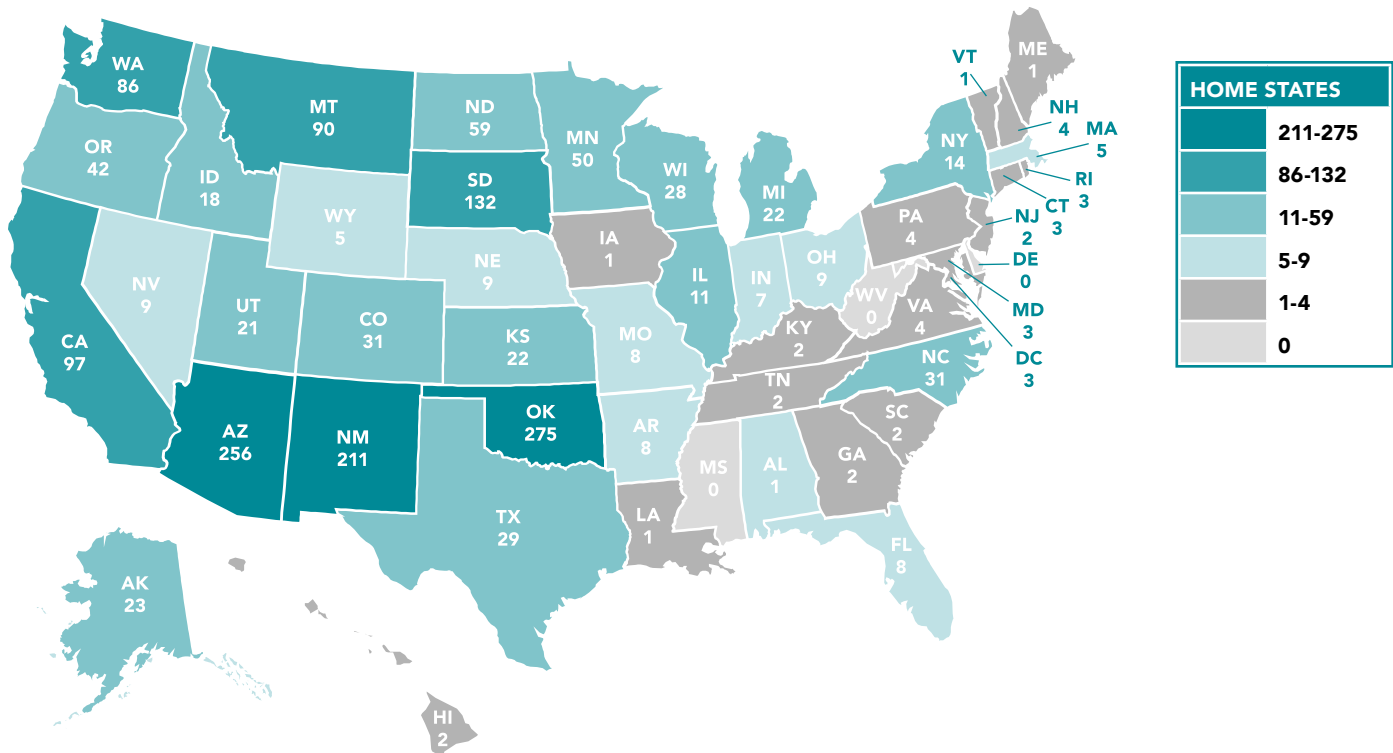 WA
86
OR
42
CA
97
NV
9
ID
18
MT
90
WY
5
UT
21
AZ
256
CO
31
NM
211
ND
59
SD
132
NE
9
KS
22
OK
275
TX
29
MN
50
IA
1
MO
8
AR
8
LA
1
WI
28
IL
11
MI
22
IN
7
OH
9
KY
2
TN
2
MS
0
AL
1
GA
2
FL
8
SC
2
NC
31
VA
4
WV
0
PA
4
NY
14
VT
1
ME
1
NH
4
MA
5
RI
3
CT
3
NJ
2
DE
0
MD
3
DC
3
AK
23
HI
2
HOME STATES
211-275
86-132
11-59
5-9
1-4
0